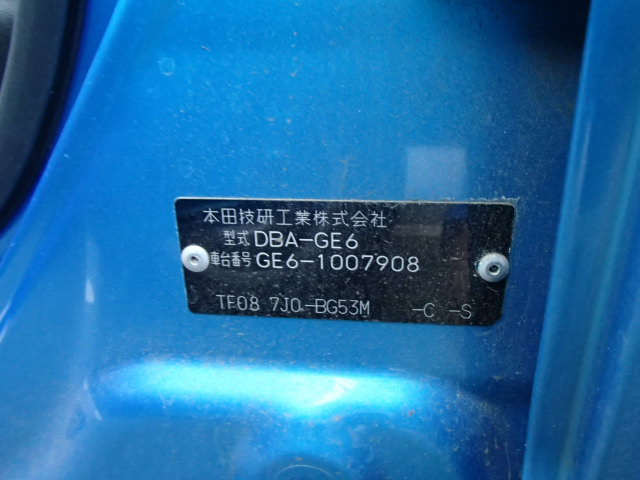 本田技研工業株式会社
型式 DBA-GE6
車台番号 GE6-1007908
TF08 7J0-BG53M -C -S